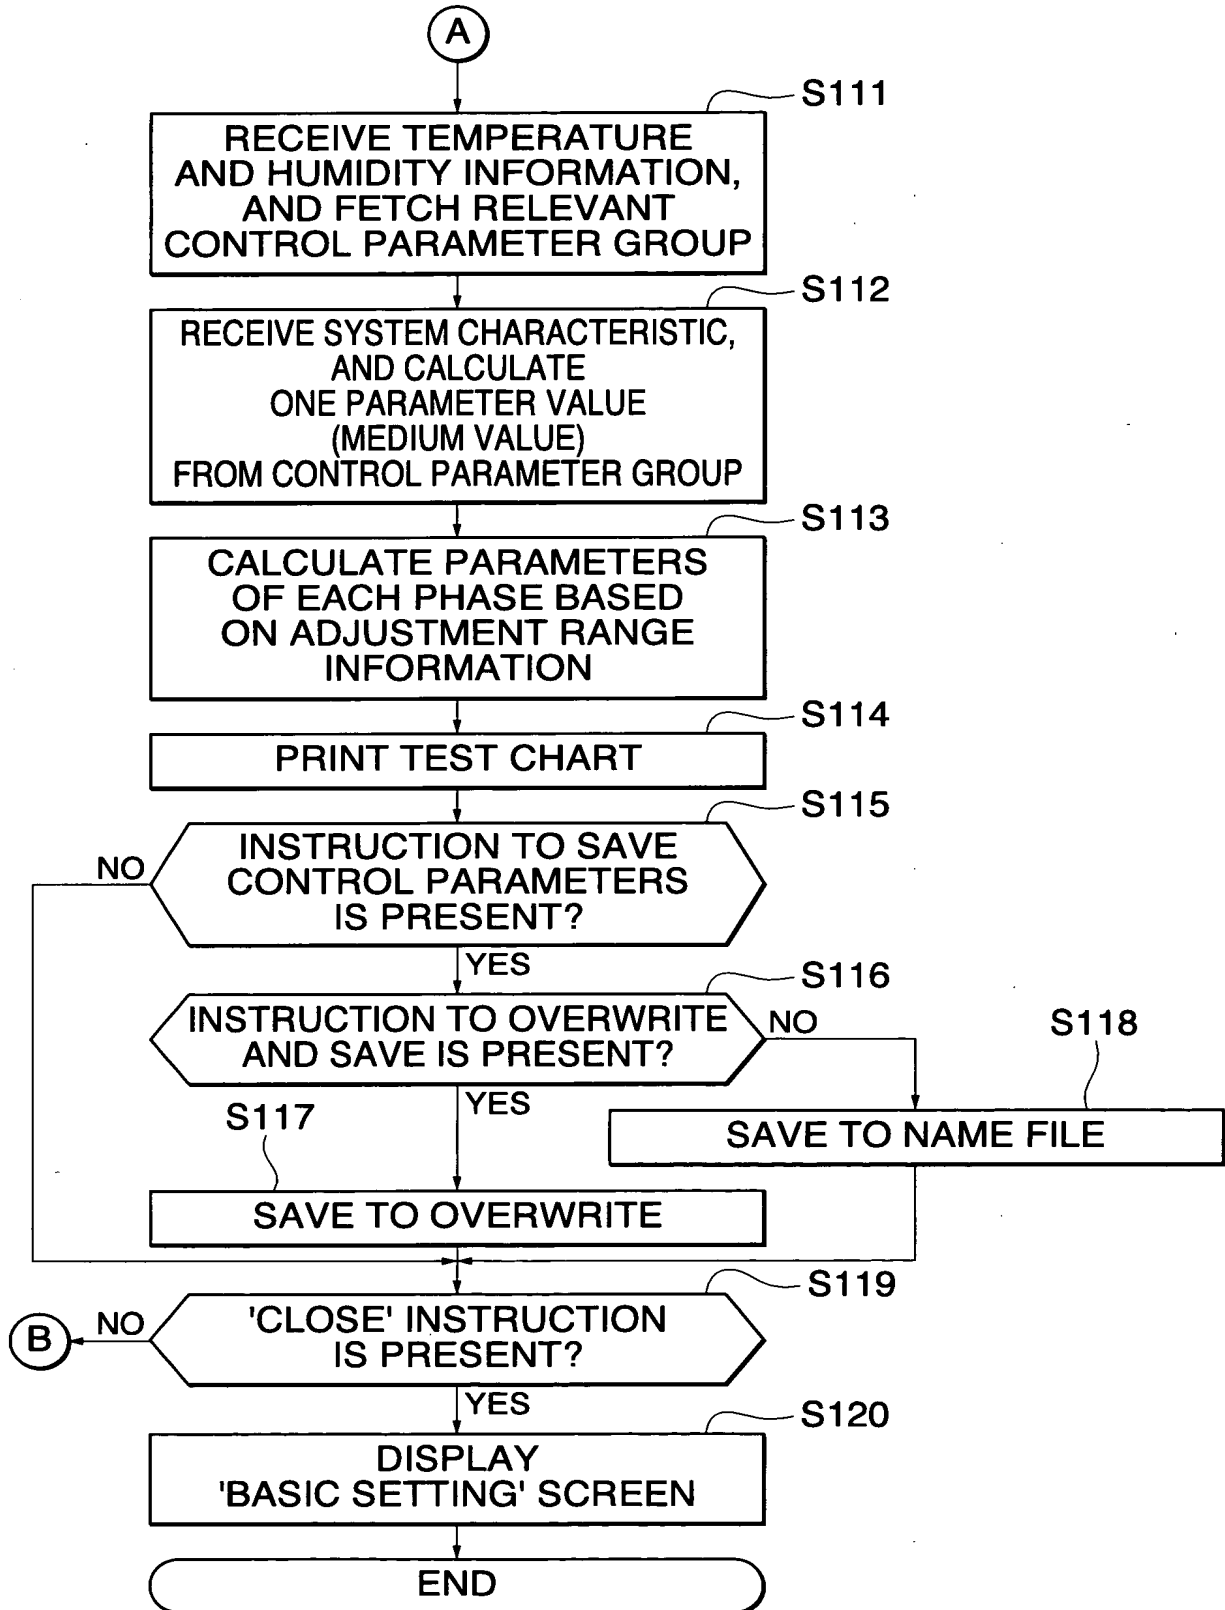 A
S111
RECEIVE TEMPERATURE
AND HUMIDITY INFORMATION,
AND FETCH RELEVANT
CONTROL PARAMETER GROUP
S112
RECEIVE SYSTEM CHARACTERISTIC,
AND CALCULATE
ONE PARAMETER VALUE
(MEDIUM VALUE)
FROM CONTROL PARAMETER GROUP
S113
CALCULATE PARAMETERS
OF EACH PHASE BASED
ON ADJUSTMENT RANGE
INFORMATION
S114
PRINT TEST CHART
S115
INSTRUCTION TO SAVE
CONTROL PARAMETERS
IS PRESENT?
NO
YES
S116
INSTRUCTION TO OVERWRITE
AND SAVE IS PRESENT?
NO
YES
S118
SAVE TO NAME FILE
S117
SAVE TO OVERWRITE
S119
'CLOSE' INSTRUCTION
IS PRESENT?
NO
B
YES
S120
DISPLAY
'BASIC SETTING' SCREEN
END